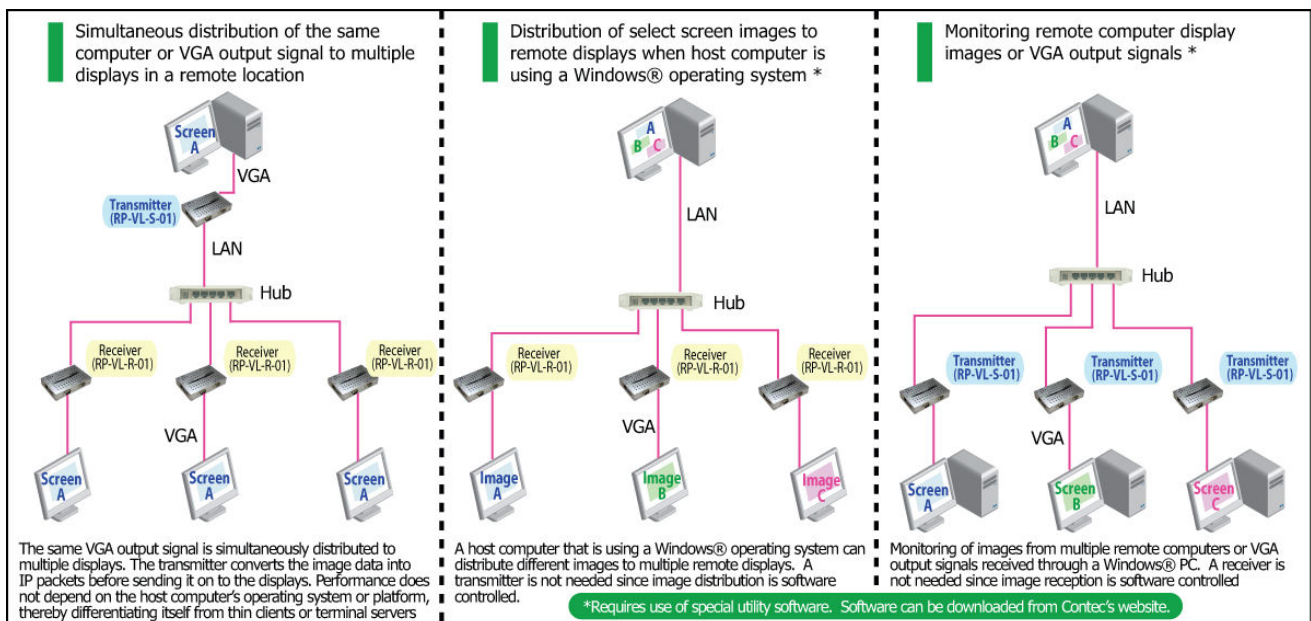 Simultaneous distribution of the same
computer or VGA output signal to multiple
displays in a remote location
Screen
A
VGA
Transmitter
(RP-VL-S-01)
LAN
Hub
Receiver
(RP-VL-R-01)
Receiver
(RP-VL-R-01)
Receiver
(RP-VL-R-01)
VGA
Screen
A
Screen
A
Screen
A
The same VGA output signal is simultaneously distributed to
multiple displays. The transmitter converts the image data into
IP packets before sending it on to the displays. Performance does
not depend on the host computer's operating system or platform,
thereby differentiating itself from thin clients or terminal servers
Distribution of select screen images to
remote displays when host computer is
using a Windows® operating system *
A
B C
LAN
Hub
Receiver
(RP-VL-R-01)
Receiver
(RP-VL-R-01)
Receiver
(RP-VL-R-01)
VGA
Image
A
Image
B
Image
C
A host computer that is using a Windows® operating system can
distribute different images to multiple remote displays. A
transmitter is not needed since image distribution is software
controlled.
Monitoring remote computer display
images or VGA output signals *
A
B C
LAN
Hub
Transmitter
(RP-VL-S-01)
Transmitter
(RP-VL-S-01)
Transmitter
(RP-VL-S-01)
VGA
Screen
A
Screen
B
Screen
C
Monitoring of images from multiple remote computers or VGA
output signals received through a Windows® PC. A receiver is
not needed since image reception is software controlled
*Requires use of special utility software. Software can be downloaded from Contec's website.